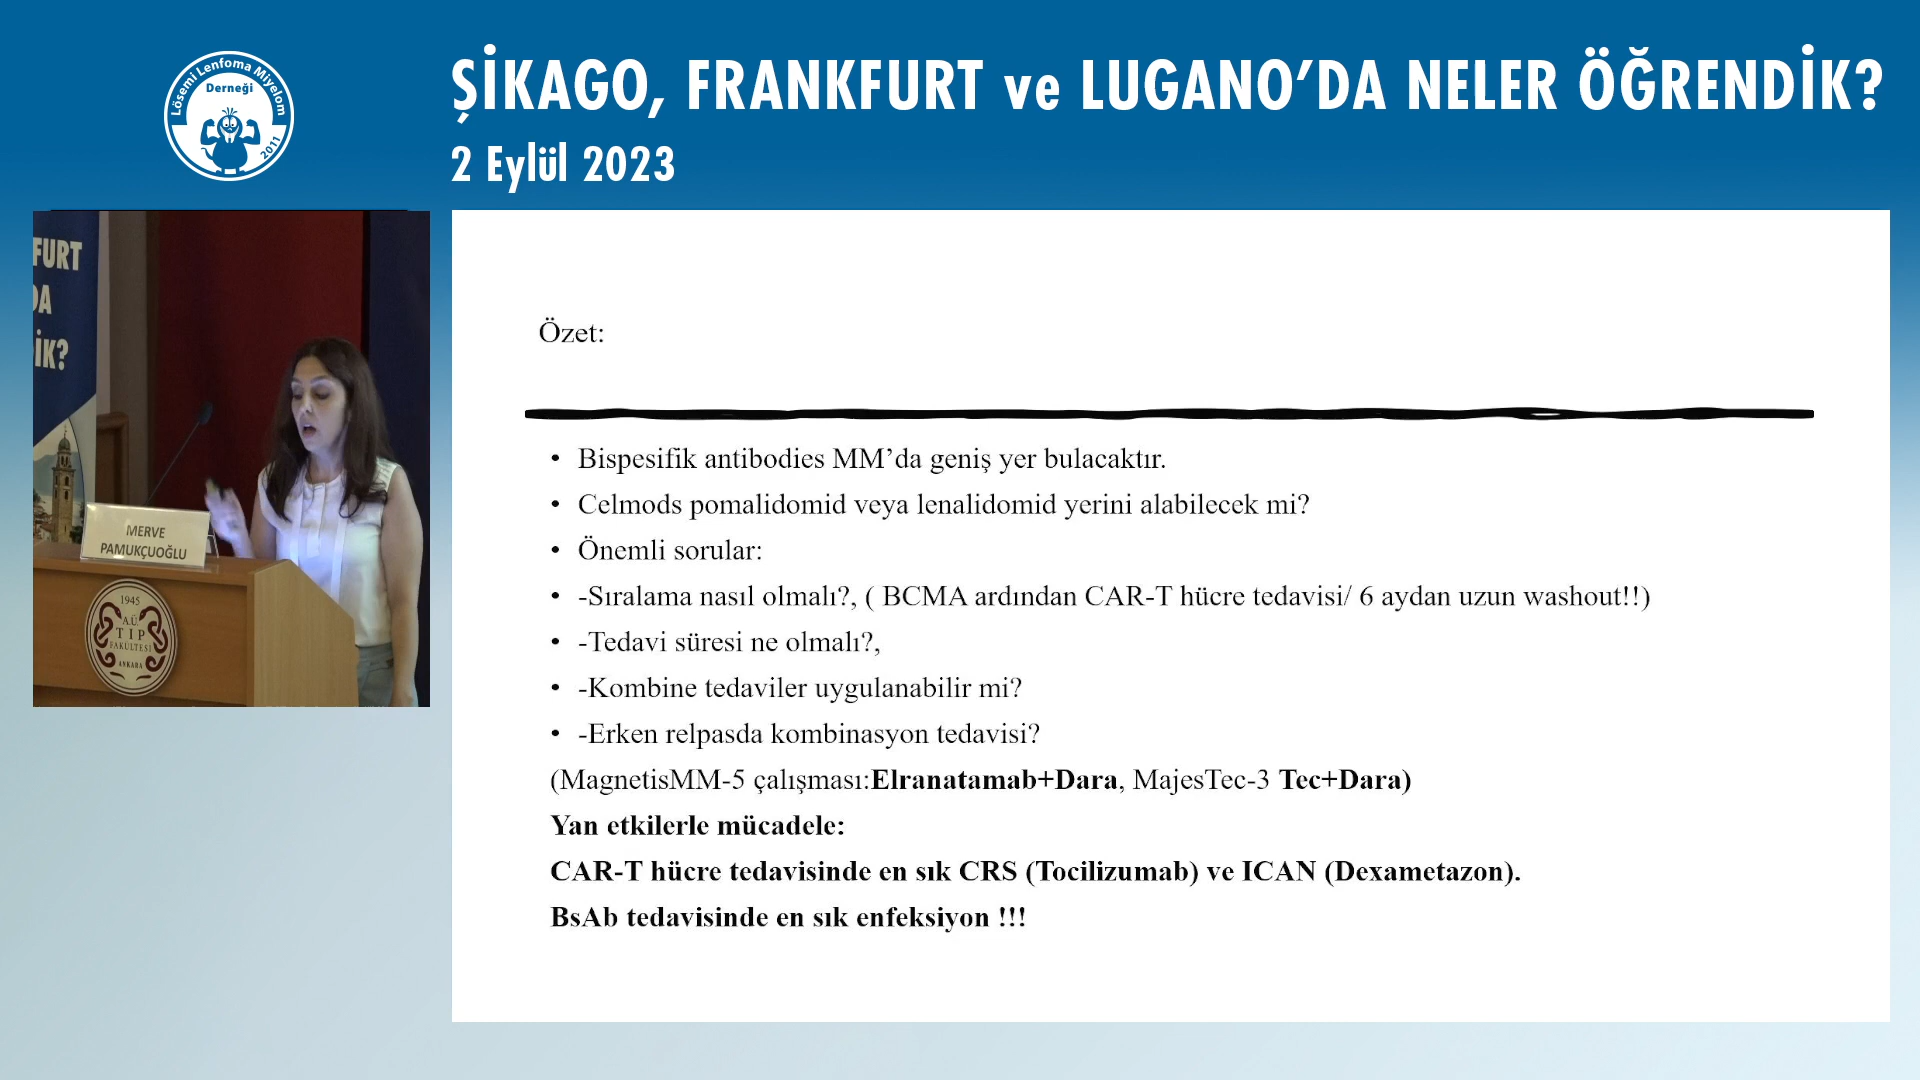 Lösemi Lenfoma Miyelom
Derneği
2011
ŞİKAGO, FRANKFURT ve LUGANO’DA NELER ÖĞRENDİK?
2 Eylül 2023
FURT
DA
İK?
MERVE
PAMUKÇUOĞLU
1945
A.Ü.
TIP
FAKÜLTESİ
ANKARA
Özet:
• Bispesifik antibodies MM’da geniş yer bulacaktır.
• Celmods pomalidomid veya lenalidomid yerini alabilecek mi?
• Önemli sorular:
• -Sıralama nasıl olmalı?, ( BCMA ardından CAR-T hücre tedavisi/ 6 aydan uzun washout!!)
• -Tedavi süresi ne olmalı?,
• -Kombine tedaviler uygulanabilir mi?
• -Erken relpasda kombinasyon tedavisi?
(MagnetisMM-5 çalışması:Elranatamab+Dara, MajesTec-3 Tec+Dara)
Yan etkilerle mücadele:
CAR-T hücre tedavisinde en sık CRS (Tocilizumab) ve ICAN (Dexametazon).
BsAb tedavisinde en sık enfeksiyon !!!